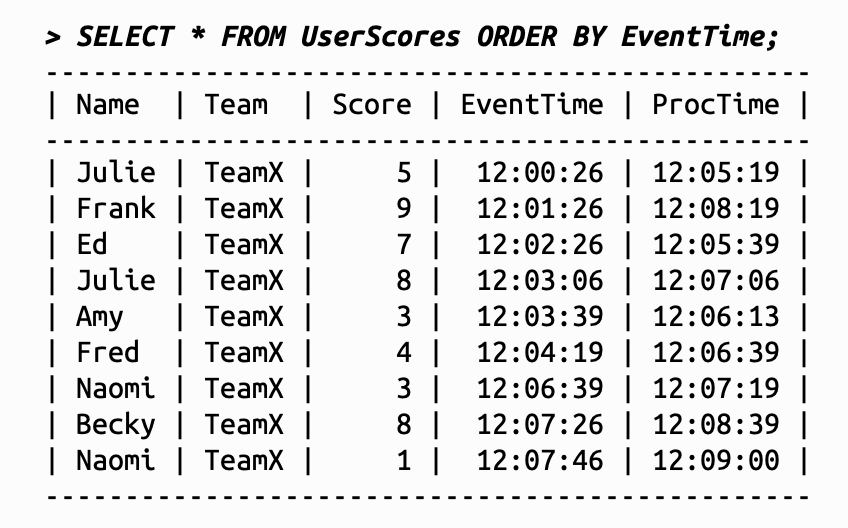 > SELECT * FROM UserScores ORDER BY EventTime;
------------------------------------------------
| Name  | Team  | Score | EventTime | ProcTime |
------------------------------------------------
| Julie | TeamX |     5 |  12:00:26 | 12:05:19 |
| Frank | TeamX |     9 |  12:01:26 | 12:08:19 |
| Ed    | TeamX |     7 |  12:02:26 | 12:05:39 |
| Julie | TeamX |     8 |  12:03:06 | 12:07:06 |
| Amy   | TeamX |     3 |  12:03:39 | 12:06:13 |
| Fred  | TeamX |     4 |  12:04:19 | 12:06:39 |
| Naomi | TeamX |     3 |  12:06:39 | 12:07:19 |
| Becky | TeamX |     8 |  12:07:26 | 12:08:39 |
| Naomi | TeamX |     1 |  12:07:46 | 12:09:00 |
------------------------------------------------